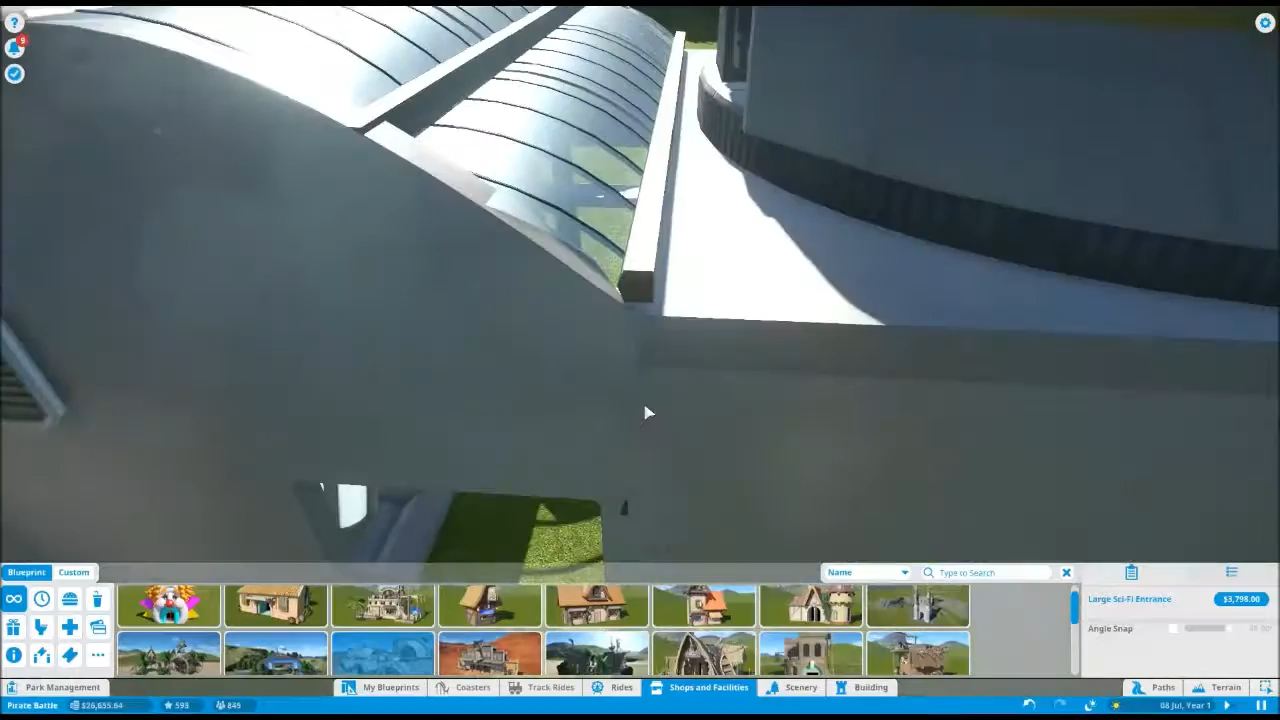 ?
9
Blueprint
Custom
Name
Type to Search
Large Sci-Fi Entrance
$3,798.00
Angle Snap
Park Management
My Blueprints
Coasters
Track Rides
Rides
Shops and Facilities
Scenery
Building
Paths
Terrain
Pirate Battle
$26,655.64
593
845
08 Jul, Year 1